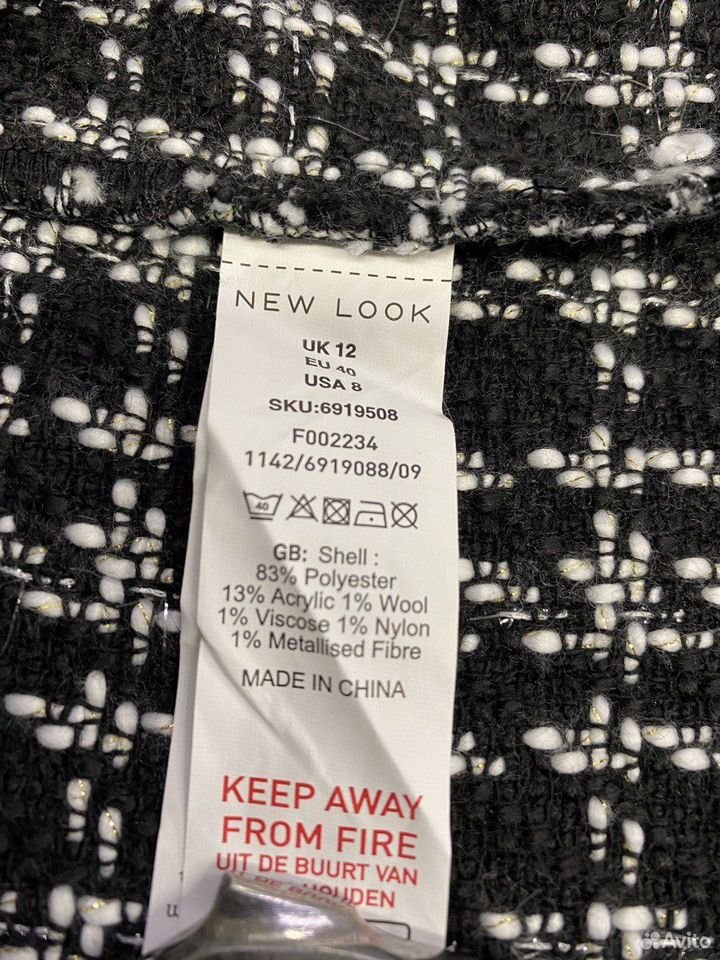 NEW LOOK
UK 12
EU 40
USA 8
SKU:6919508
F002234
1142/6919088/09
40
GB: Shell :
83% Polyester
13% Acrylic 1% Wool
1% Viscose 1% Nylon
1% Metallised Fibre
MADE IN CHINA
KEEP AWAY
FROM FIRE
UIT DE BUURT VAN
HOUDEN
Avito